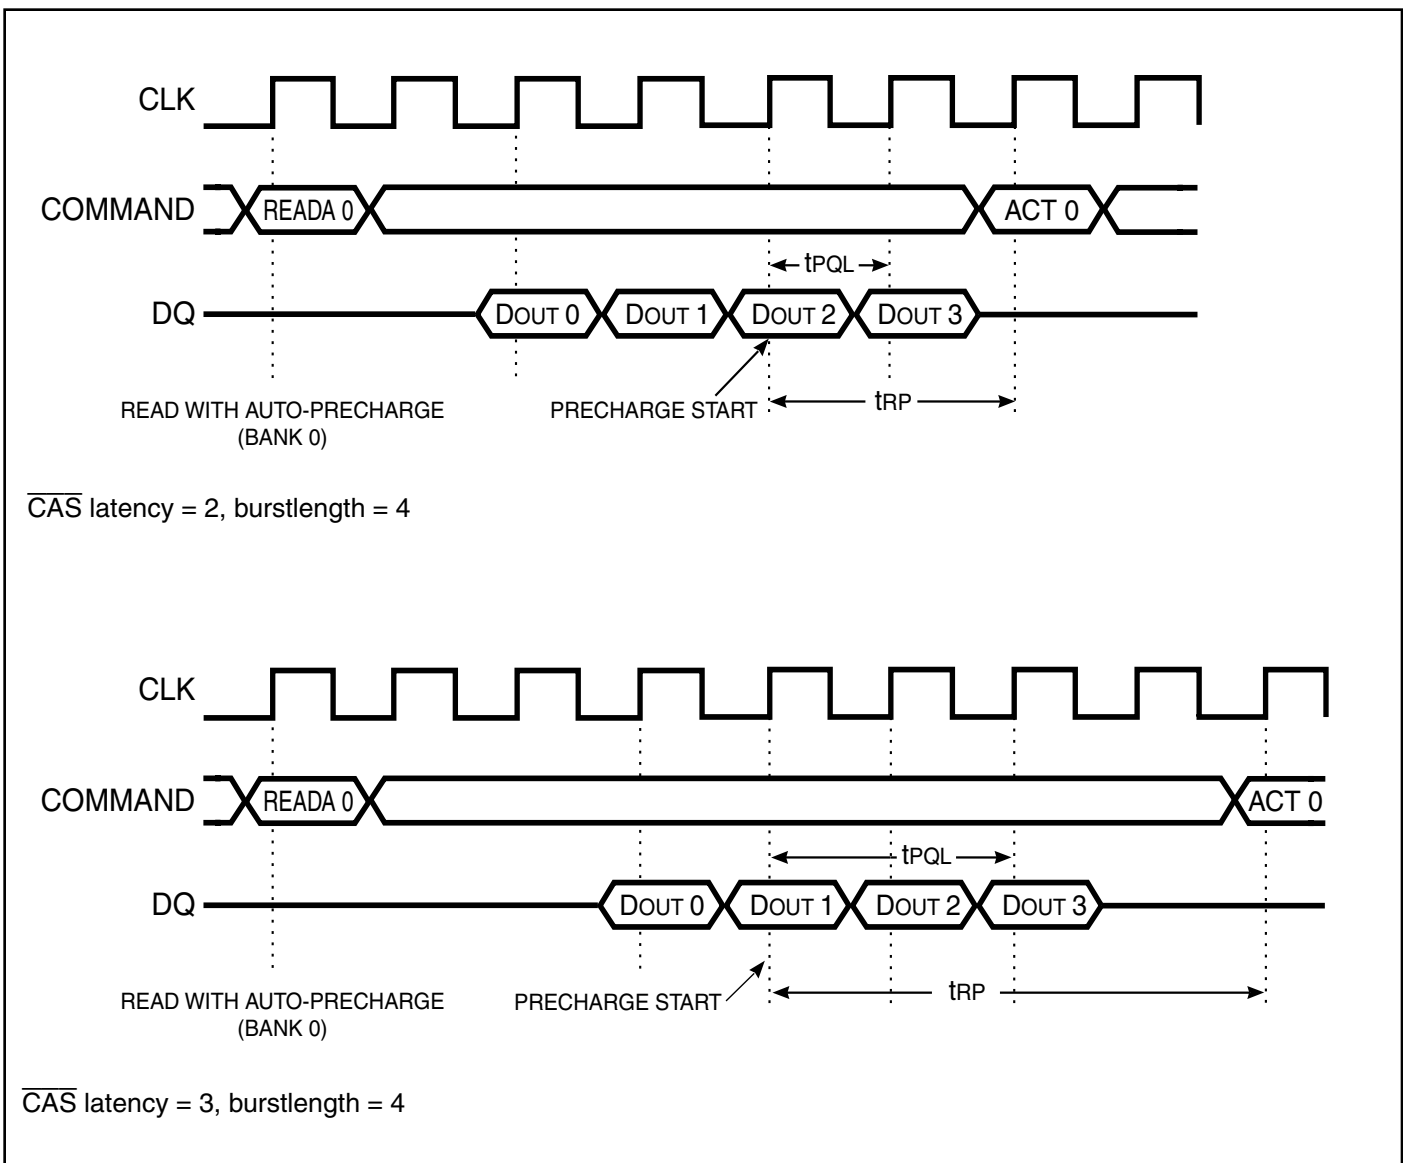 CLK
COMMAND
READA 0
ACT 0
tPQL
DQ
DOUT 0
DOUT 1
DOUT 2
DOUT 3
READ WITH AUTO-PRECHARGE
(BANK 0)
PRECHARGE START
tRP
CAS latency = 2, burstlength = 4
CLK
COMMAND
READA 0
ACT 0
tPQL
DQ
DOUT 0
DOUT 1
DOUT 2
DOUT 3
READ WITH AUTO-PRECHARGE
(BANK 0)
PRECHARGE START
tRP
CAS latency = 3, burstlength = 4